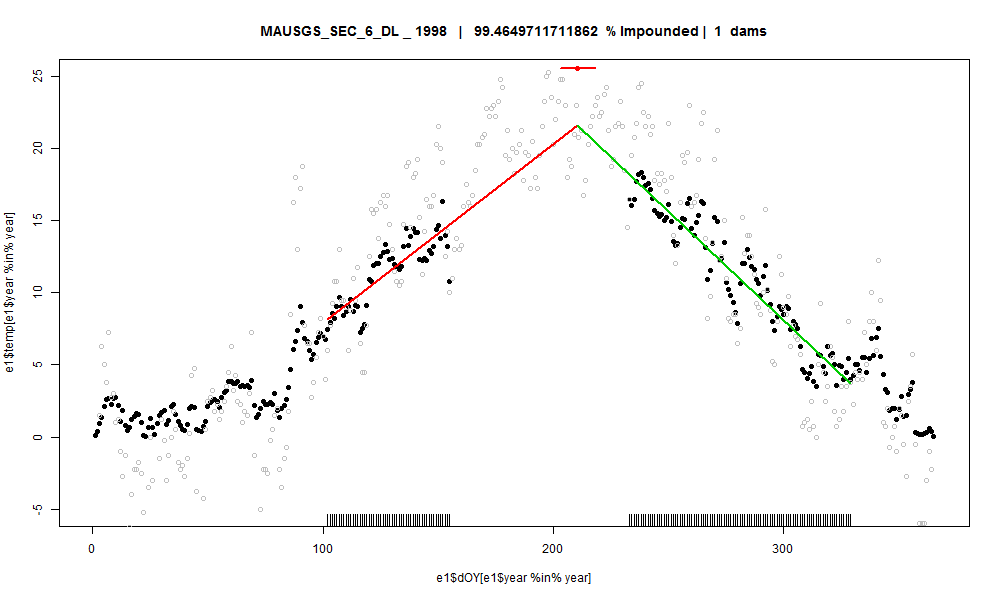 MAUSGS_SEC_6_DL _ 1998 | 99.4649711711862 % Impounded | 1 dams
e1$temp[e1$year %in% year]
25
20
15
10
5
0
-5
0 100 200 300
e1$dOY[e1$year %in% year]